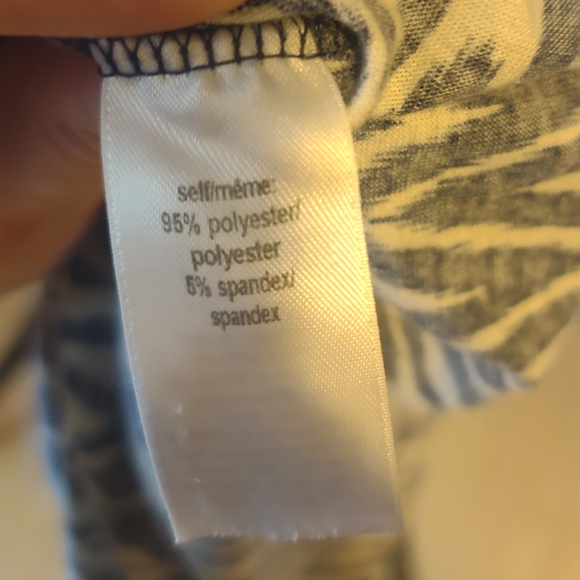 self/même:
95% polyester/
polyester
5% spandex/
spandex